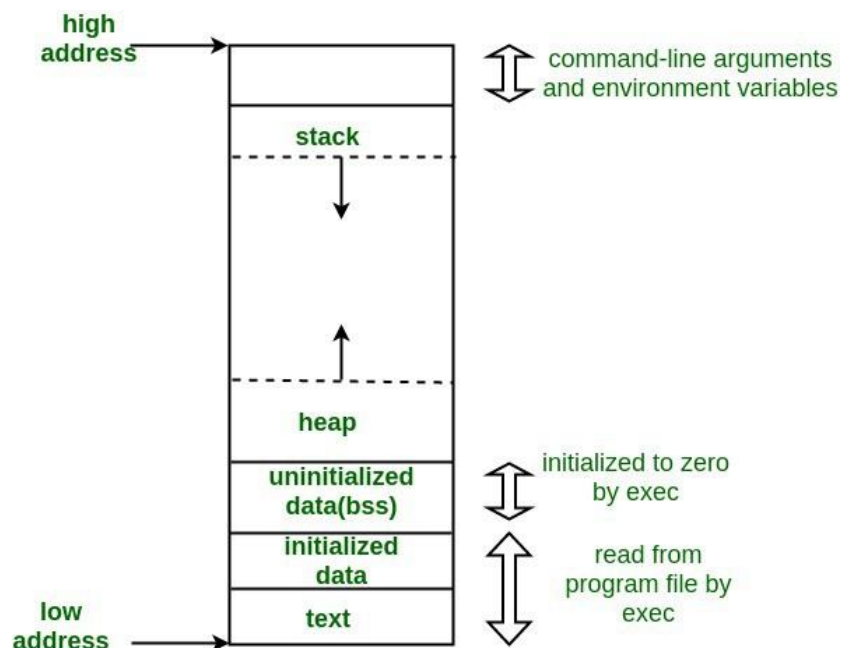 high
address
command-line arguments
and environment variables
stack
heap
uninitialized
data(bss)
initialized to zero
by exec
initialized
data
read from
program file by
exec
text
low
address